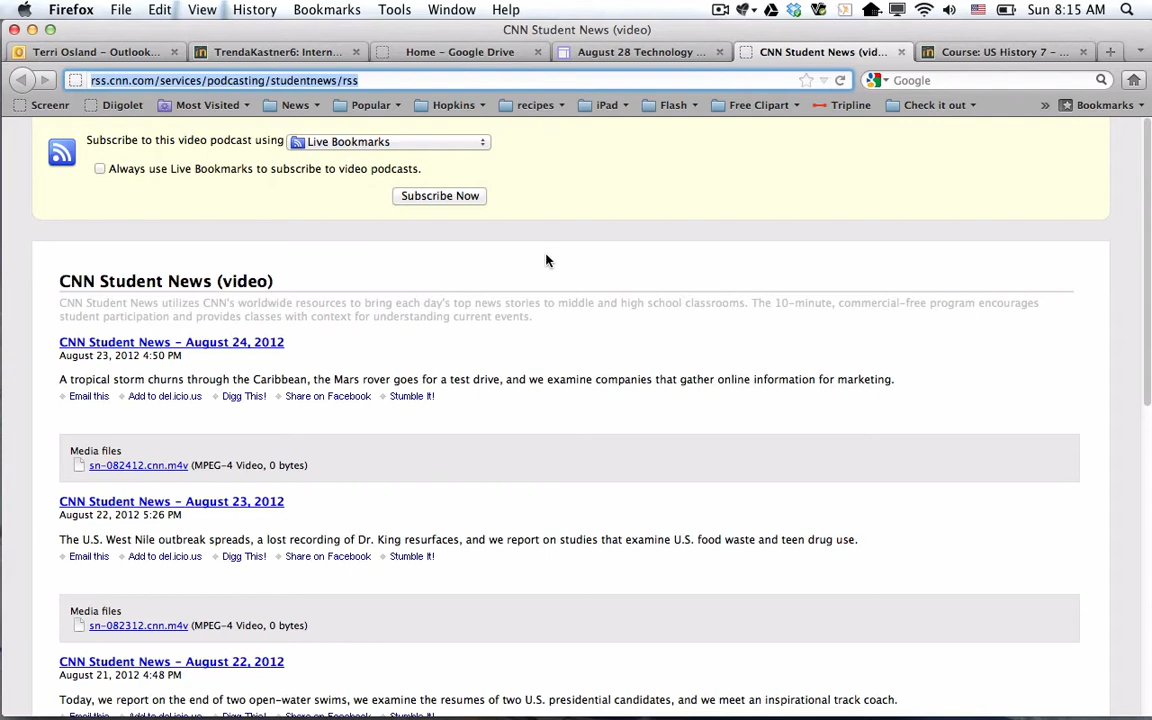 Firefox File Edit View History Bookmarks Tools Window Help Sun 8:15 AM
CNN Student News (video)
Terri Osland – Outlook... TrendaKastner6: Intern... Home – Google Drive August 28 Technology ... CNN Student News (vid... Course: US History 7 – ...
rss.cnn.com/services/podcasting/studentnews/rss Google
Screenr Diigolet Most Visited News Popular Hopkins recipes iPad Flash Free Clipart Tripline Check it out » Bookmarks
Subscribe to this video podcast using Live Bookmarks
Always use Live Bookmarks to subscribe to video podcasts.
Subscribe Now
CNN Student News (video)
CNN Student News utilizes CNN's worldwide resources to bring each day's top news stories to middle and high school classrooms. The 10-minute, commercial-free program encourages
student participation and provides classes with context for understanding current events.
CNN Student News – August 24, 2012
August 23, 2012 4:50 PM
A tropical storm churns through the Caribbean, the Mars rover goes for a test drive, and we examine companies that gather online information for marketing.
Email this Add to del.icio.us Digg This! Share on Facebook Stumble It!
Media files
sn-082412.cnn.m4v (MPEG-4 Video, 0 bytes)
CNN Student News – August 23, 2012
August 22, 2012 5:26 PM
The U.S. West Nile outbreak spreads, a lost recording of Dr. King resurfaces, and we report on studies that examine U.S. food waste and teen drug use.
Email this Add to del.icio.us Digg This! Share on Facebook Stumble It!
Media files
sn-082312.cnn.m4v (MPEG-4 Video, 0 bytes)
CNN Student News – August 22, 2012
August 21, 2012 4:48 PM
Today, we report on the end of two open-water swims, we examine the resumes of two U.S. presidential candidates, and we meet an inspirational track coach.
Email this Add to del.icio.us Digg This! Share on Facebook Stumble It!